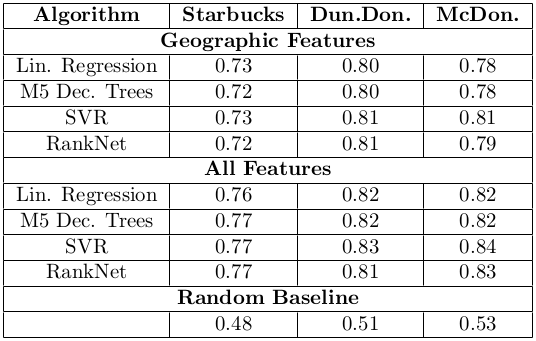 Algorithm Starbucks Dun.Don. McDon.
Geographic Features
Lin. Regression 0.73 0.80 0.78
M5 Dec. Trees 0.72 0.80 0.78
SVR 0.73 0.81 0.81
RankNet 0.72 0.81 0.79
All Features
Lin. Regression 0.76 0.82 0.82
M5 Dec. Trees 0.77 0.82 0.82
SVR 0.77 0.83 0.84
RankNet 0.77 0.81 0.83
Random Baseline
0.48 0.51 0.53